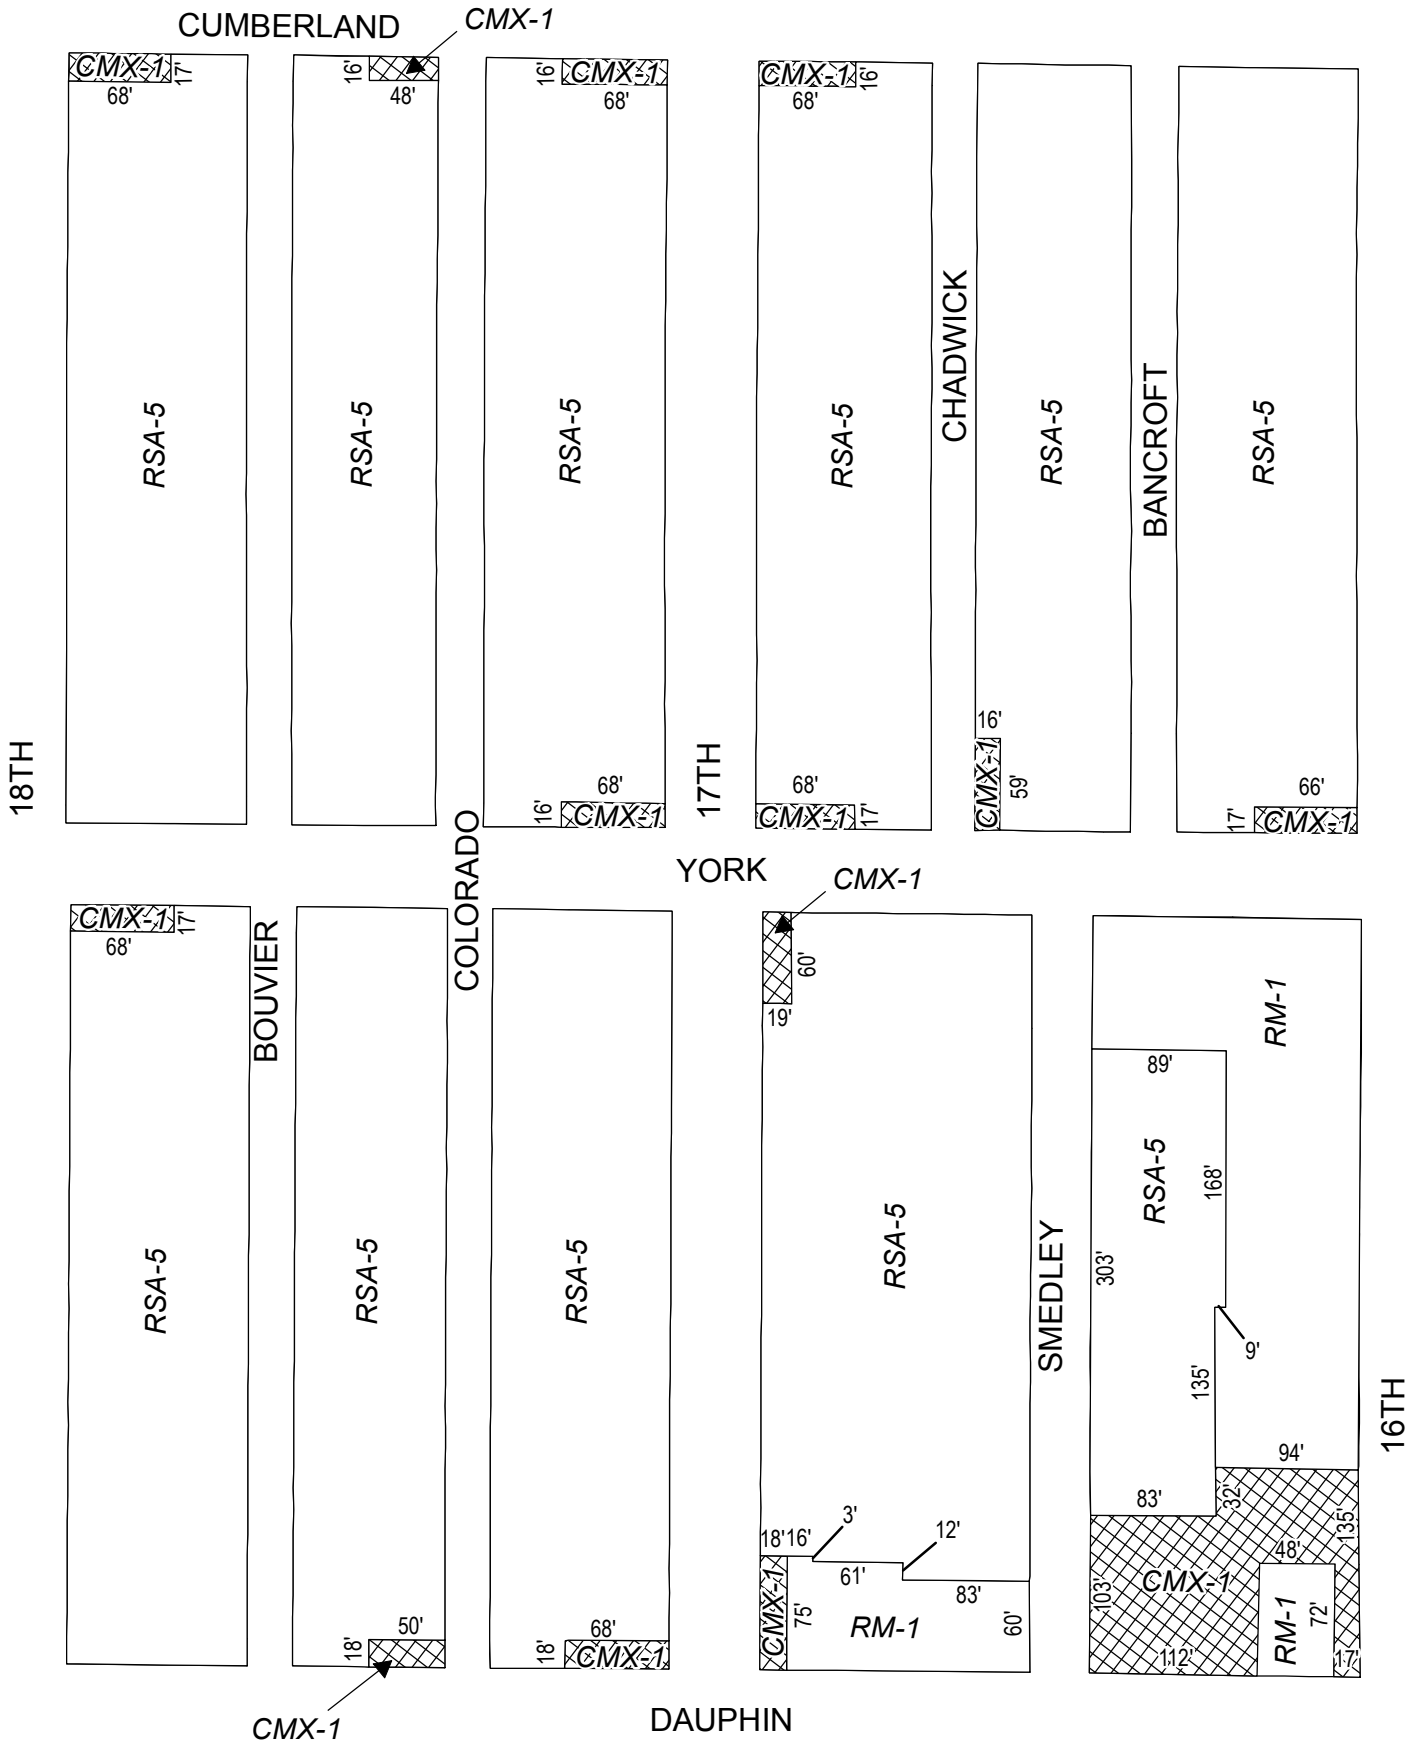 CUMBERLAND
CMX-1
CMX-1
17'
68'
16'
48'
16'
CMX-1
68'
CMX-1
16'
68'
RSA-5
RSA-5
RSA-5
RSA-5
CHADWICK
RSA-5
BANCROFT
RSA-5
18TH
17TH
16'
CMX-1
59'
68'
16'
CMX-1
68'
CMX-1
17'
66'
17'
CMX-1
COLORADO
YORK
CMX-1
CMX-1
17'
68'
BOUVIER
60'
19'
RM-1
89'
RSA-5
168'
303'
9'
135'
RSA-5
RSA-5
RSA-5
RSA-5
SMEDLEY
16TH
94'
83'
32'
135'
48'
CMX-1
103'
112'
RM-1
72'
17'
18'
16'
3'
12'
61'
83'
CMX-1
75'
RM-1
60'
50'
18'
68'
18'
CMX-1
CMX-1
DAUPHIN